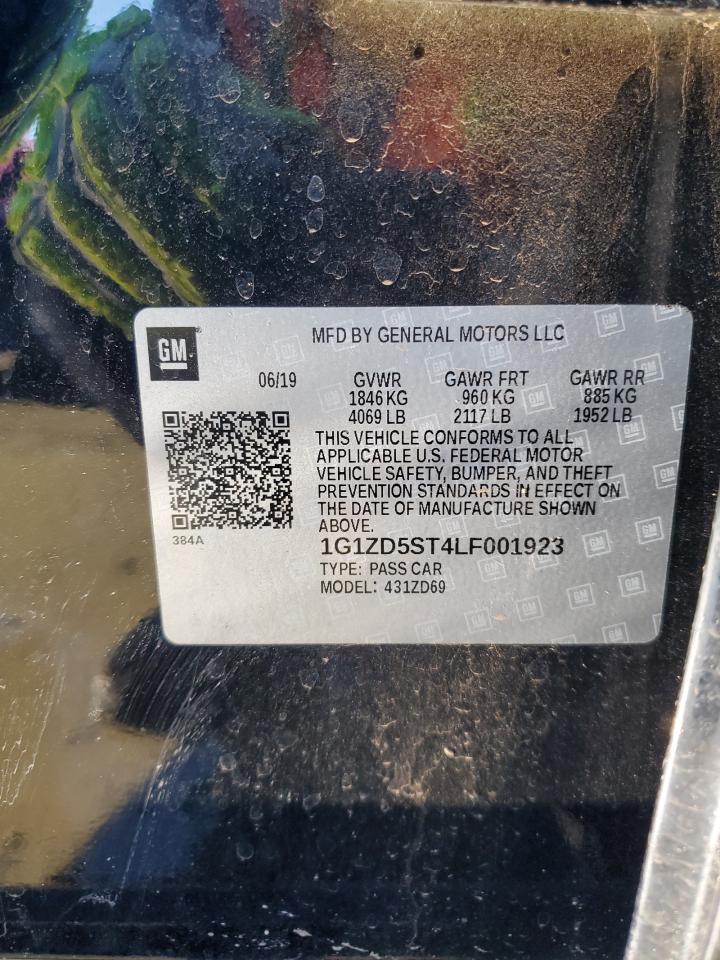 GM
MFD BY GENERAL MOTORS LLC
06/19 GVWR GAWR FRT GAWR RR
1846 KG 960 KG 885 KG
4069 LB 2117 LB 1952 LB
THIS VEHICLE CONFORMS TO ALL
APPLICABLE U.S. FEDERAL MOTOR
VEHICLE SAFETY, BUMPER, AND THEFT
PREVENTION STANDARDS IN EFFECT ON
THE DATE OF MANUFACTURE SHOWN
ABOVE.
384A
1G1ZD5ST4LF001923
TYPE: PASS CAR
MODEL: 431ZD69